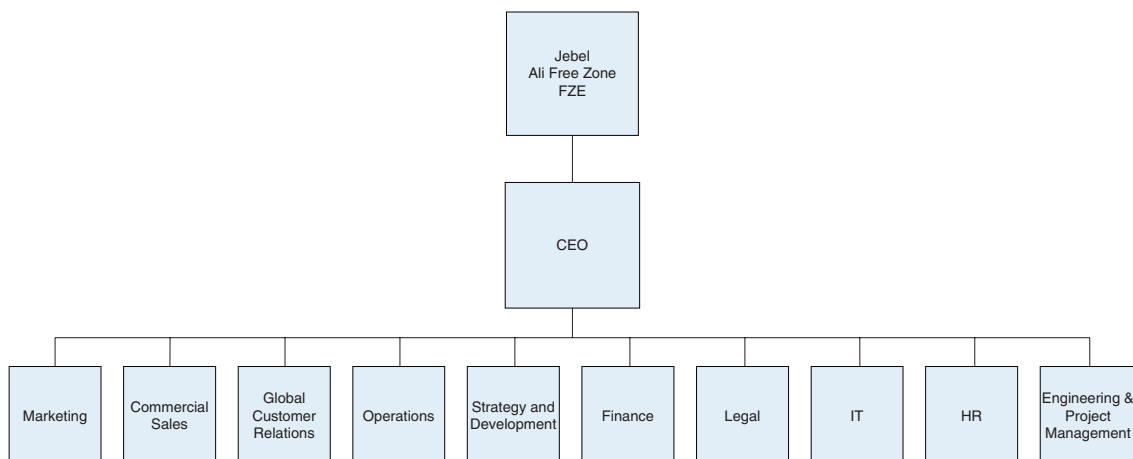 Jebel
Ali Free Zone
FZE
CEO
Marketing
Commercial
Sales
Global
Customer
Relations
Operations
Strategy and
Development
Finance
Legal
IT
HR
Engineering &
Project
Management